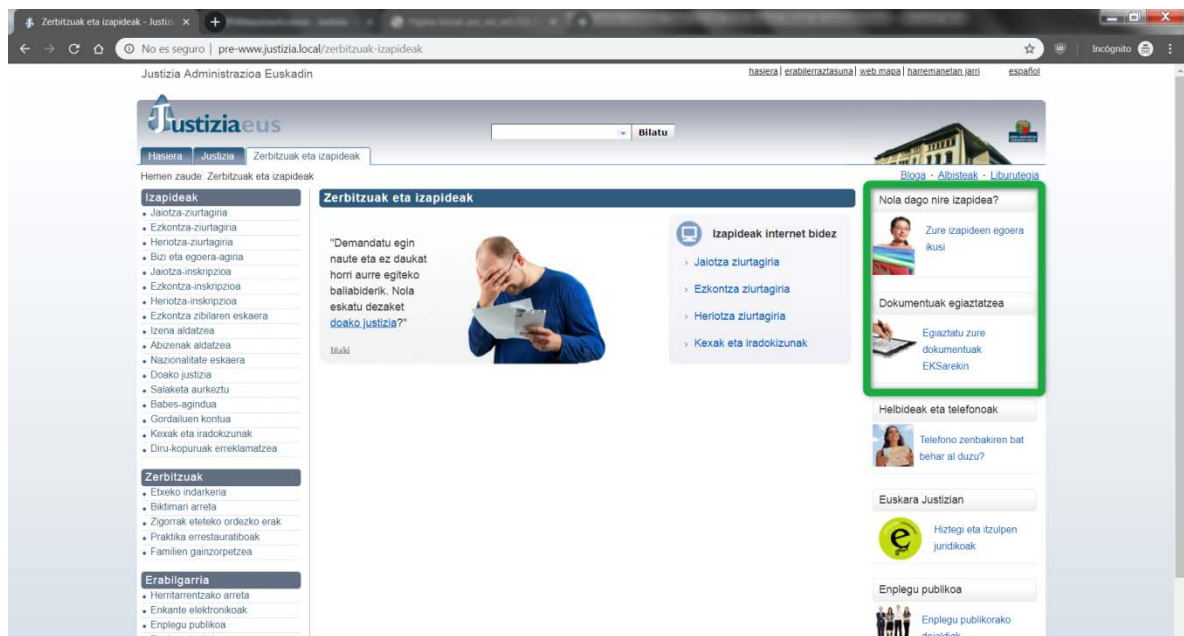 Zerbitzuak eta izapideak - Justizi
No es seguro | pre-www.justizia.local/zerbitzuak-izapideak
Incógnito
Justizia Administrazioa Euskadin
hasiera | erabilerraztasuna | web mapa | harremanetan jarri español
Justiziaeus
Bilatu
Hasiera Justizia Zerbitzuak eta izapideak
Hemen zaude: Zerbitzuak eta izapideak
Bloga · Albisteak · Liburutegia
Izapideak
Jaiotza-ziurtagiria
Ezkontza-ziurtagiria
Heriotza-ziurtagiria
Bizi eta egoera-agiria
Jaiotza-inskripzioa
Ezkontza-inskripzioa
Heriotza-inskripzioa
Ezkontza zibilaren eskaera
Izena aldatzea
Abizenak aldatzea
Nazionalitate eskaera
Doako justizia
Salaketa aurkeztu
Babes-agindua
Gordailuen kontua
Kexak eta iradokizunak
Diru-kopuruak erreklamatzea
Zerbitzuak
Etxeko indarkeria
Biktimari arreta
Zigorrak eteteko ordezko erak
Praktika errestauratiboak
Familien gainzorpetzea
Erabilgarria
Herritarrentzako arreta
Enkante elektronikoak
Enplegu publikoa
Zerbitzuak eta izapideak
"Demandatu egin
naute eta ez daukat
horri aurre egiteko
baliabiderik. Nola
eskatu dezaket
doako justizia?"
Iñaki
Izapideak internet bidez
Jaiotza ziurtagiria
Ezkontza ziurtagiria
Heriotza ziurtagiria
Kexak eta iradokizunak
Nola dago nire izapidea?
Zure izapideen egoera
ikusi
Dokumentuak egiaztatzea
Egiaztatu zure
dokumentuak
EKSarekin
Helbideak eta telefonoak
Telefono zenbakiren bat
behar al duzu?
Euskara Justizian
Hiztegi eta itzulpen
juridikoak
Enplegu publikoa
Enplegu publikorako